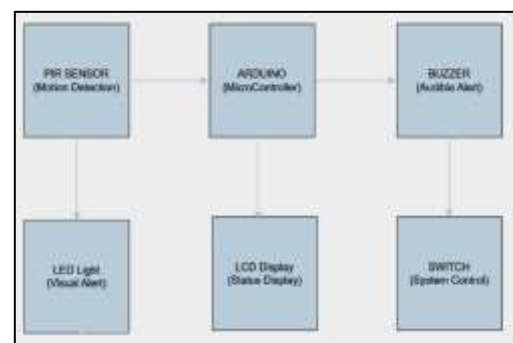 PIR SENSOR
(Motion Detection)
ARDUINO
(MicroController)
BUZZER
(Audible Alert)
LED Light
(Visual Alert)
LCD Display
(Status Display)
SWITCH
(System Control)